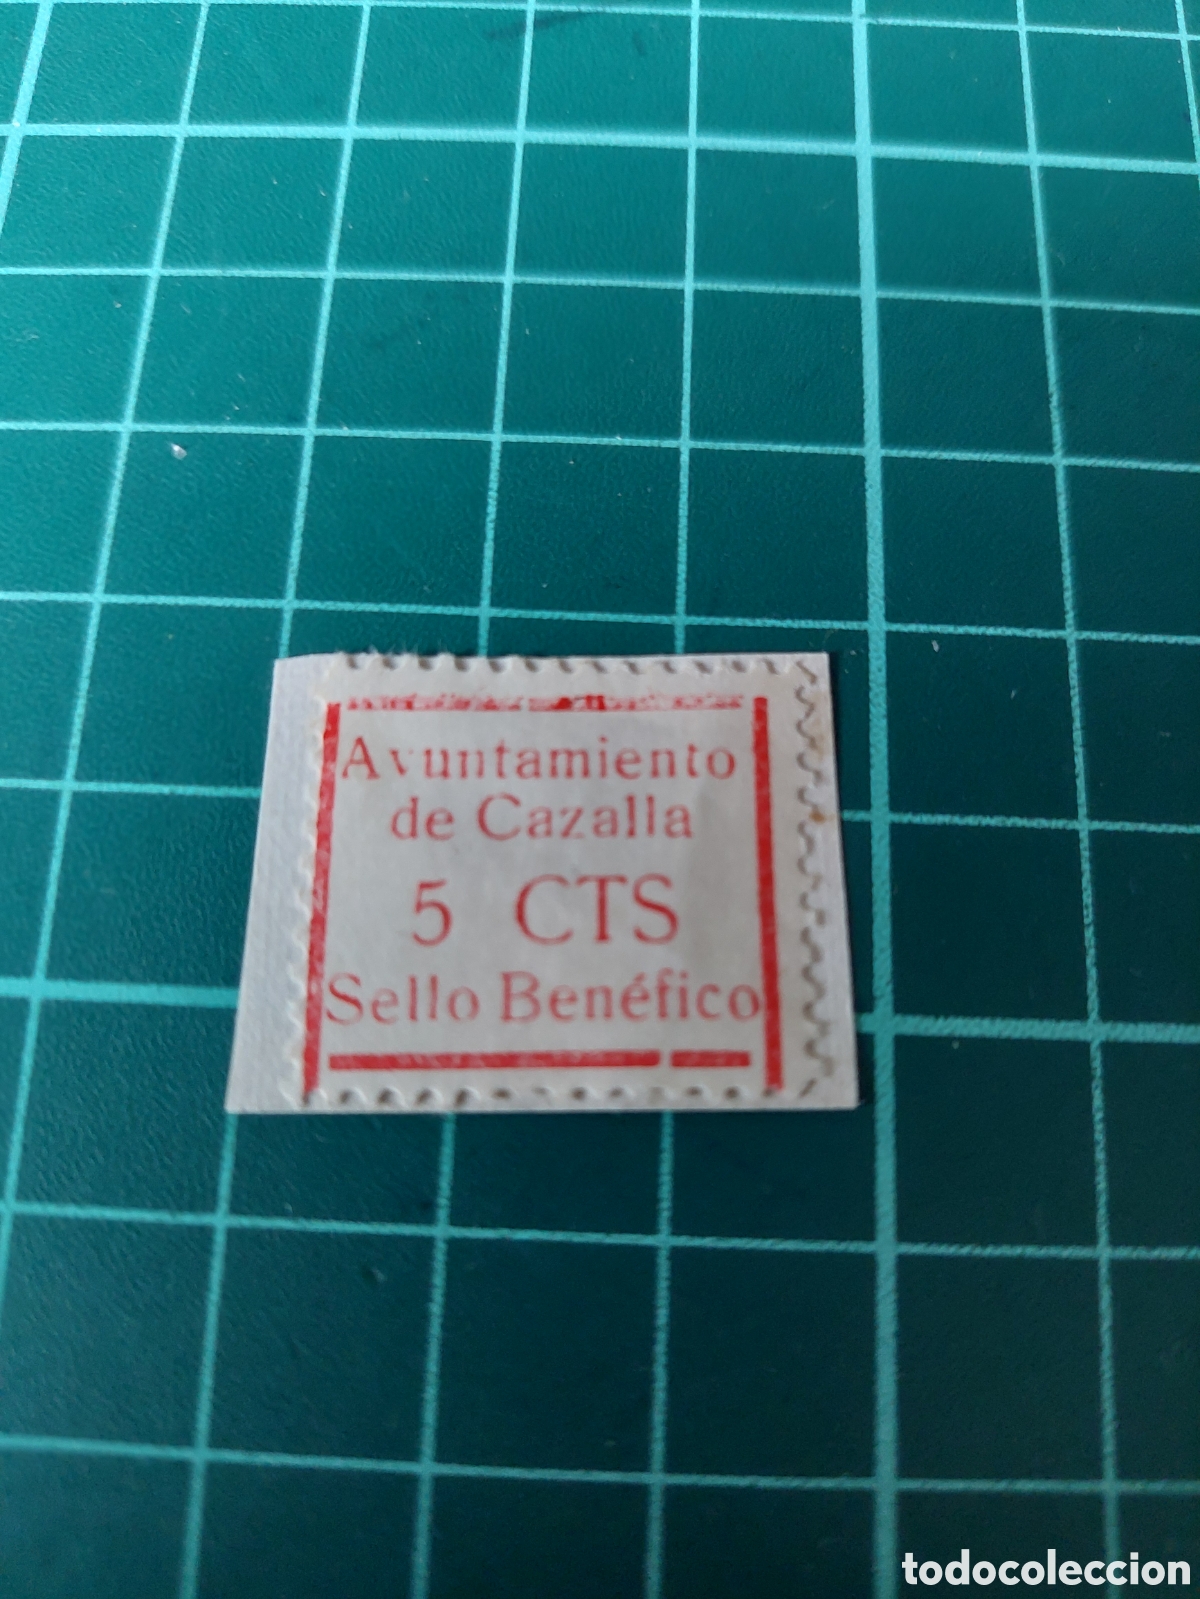 Ayuntamiento
de Cazalla
5 CTS
Sello Benéfico
todocoleccion